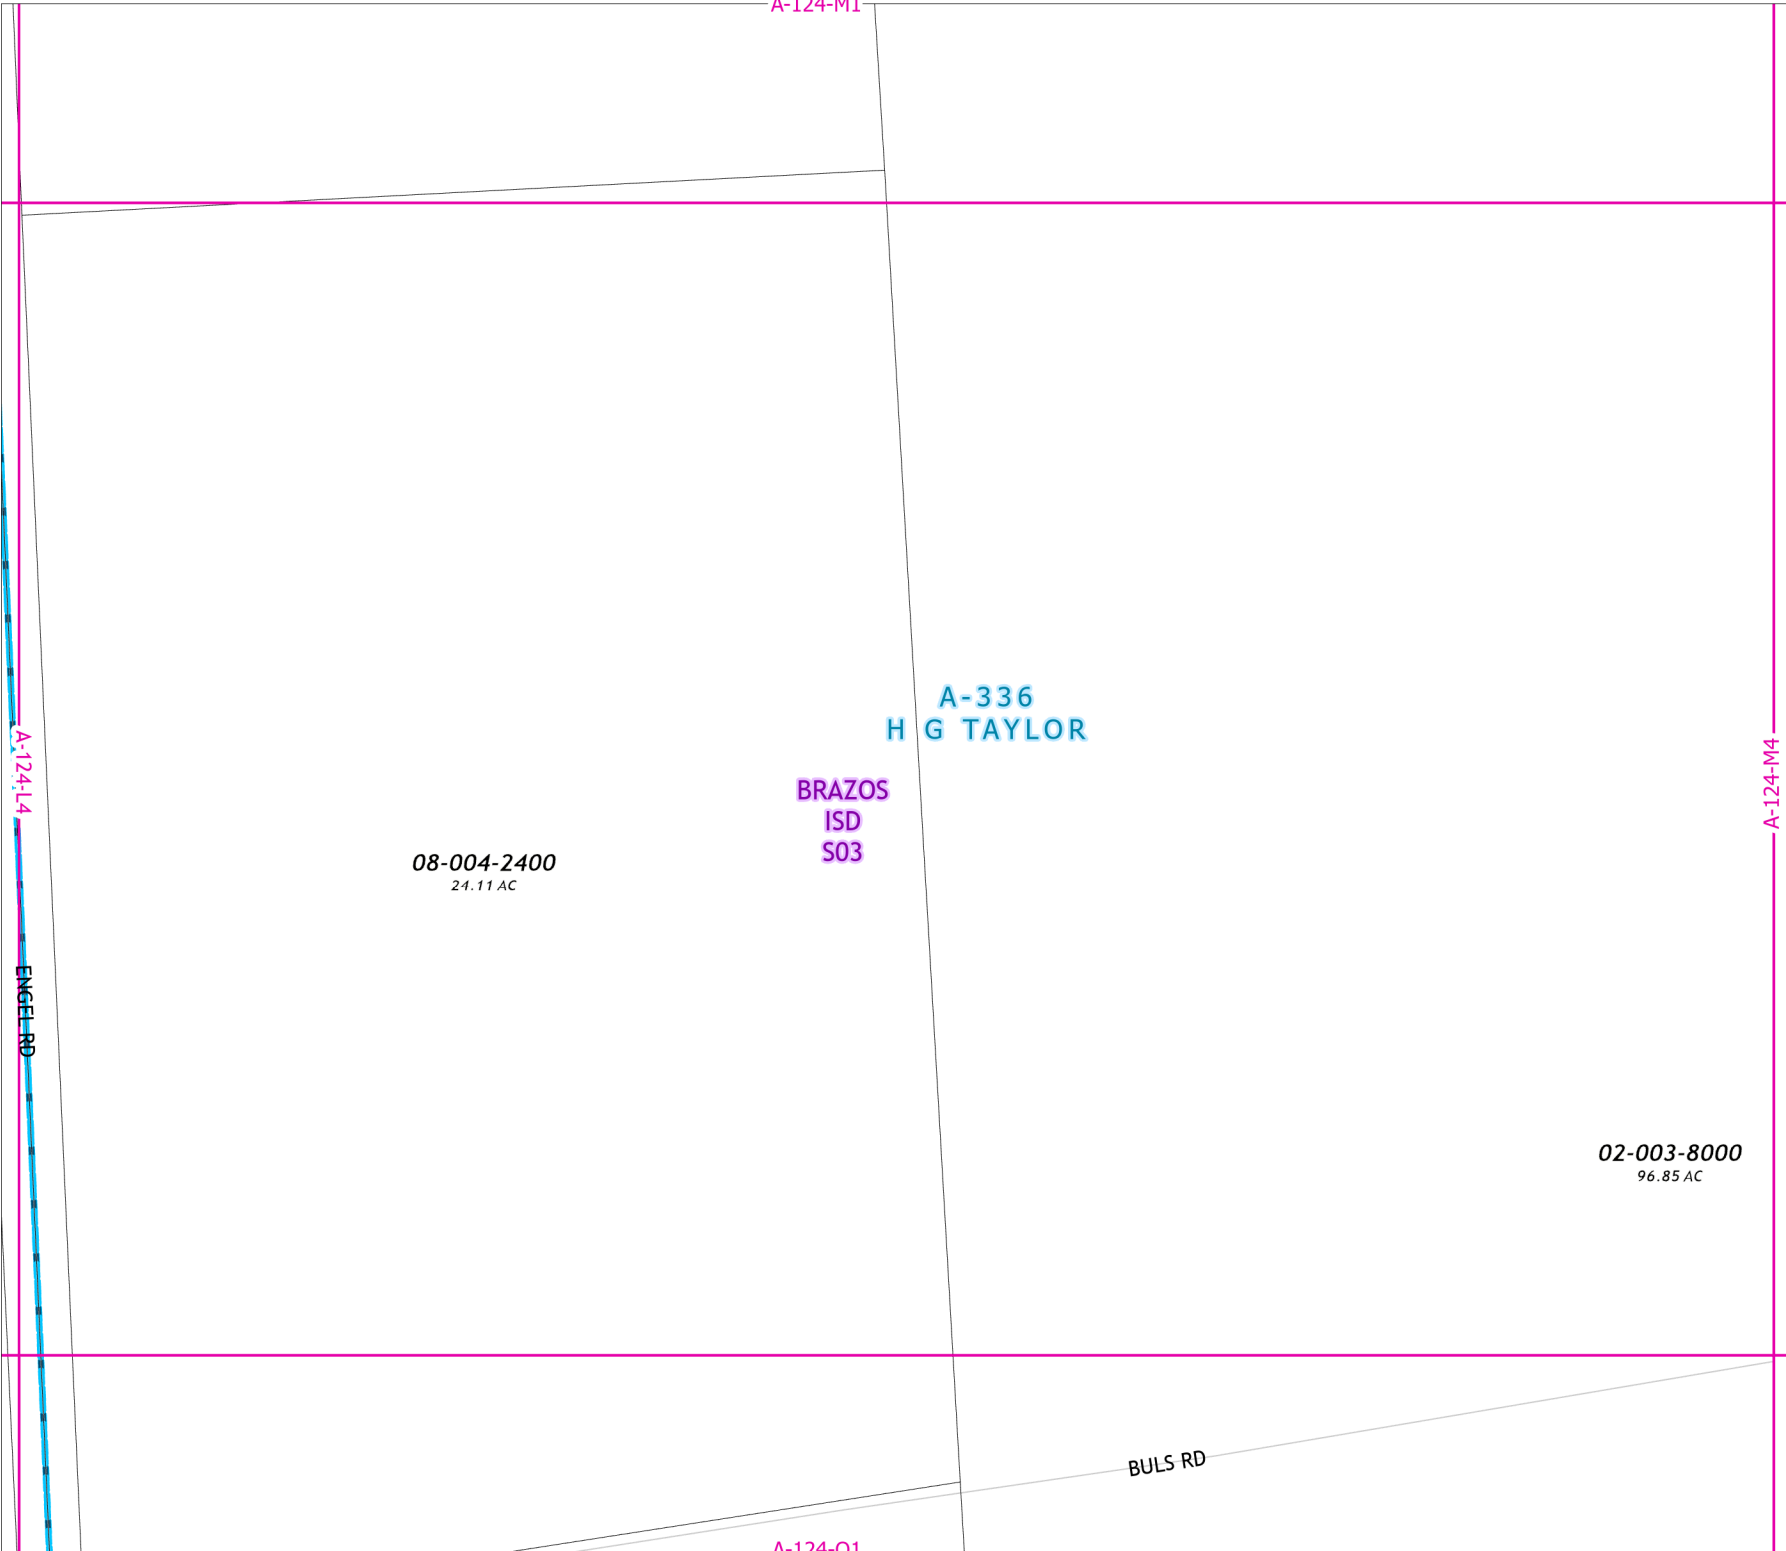 A-124-M1
A-336
H G TAYLOR
BRAZOS
ISD
S03
A-124-L4
A-124-M4
08-004-2400
24.11 AC
ENGEL RD
02-003-8000
96.85 AC
BULS RD
A-124-Q1